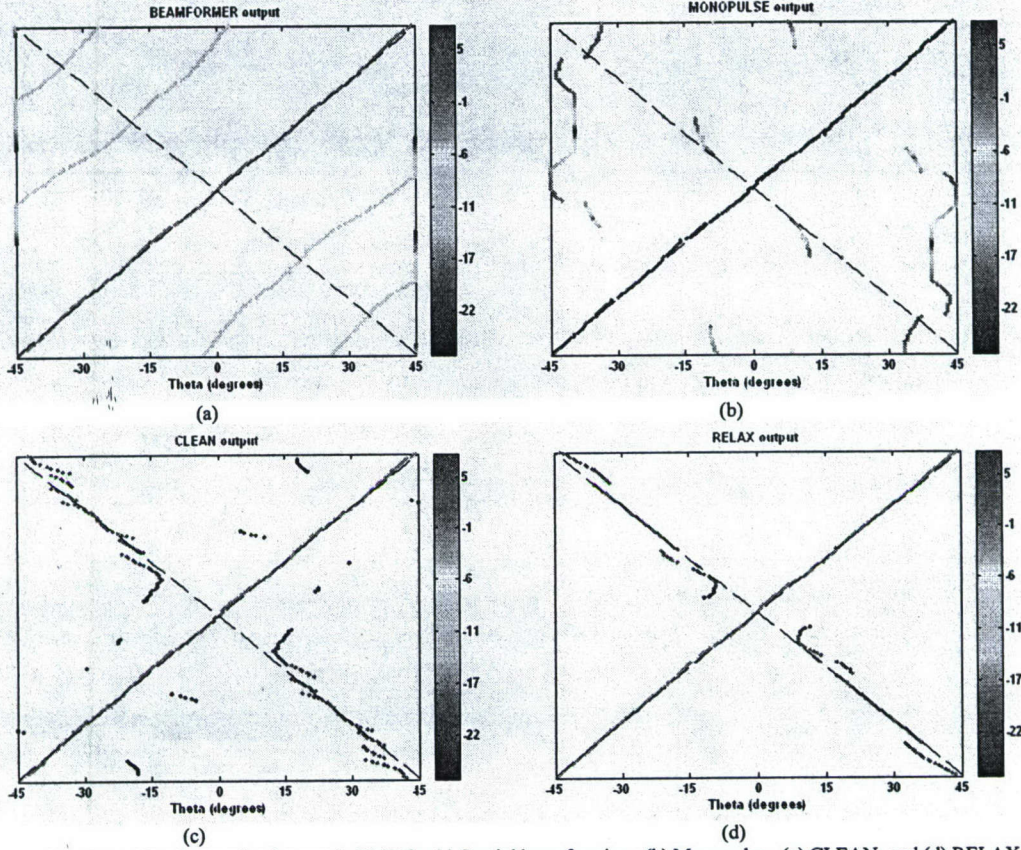 BEAMFORMER output
5
-1
-6
-11
-17
-22
-45 -30 -15 0 15 30 45
Theta (degrees)
(a)
MONOPULSE output
5
-1
-6
-11
-17
-22
-45 -30 -15 0 15 30 45
Theta (degrees)
(b)
CLEAN output
5
-1
-6
-11
-17
-22
-45 -30 -15 0 15 30 45
Theta (degrees)
(c)
RELAX output
5
-1
-6
-11
-17
-22
-45 -30 -15 0 15 30 45
Theta (degrees)
(d)
(c) CLEAN and (d) RELAX